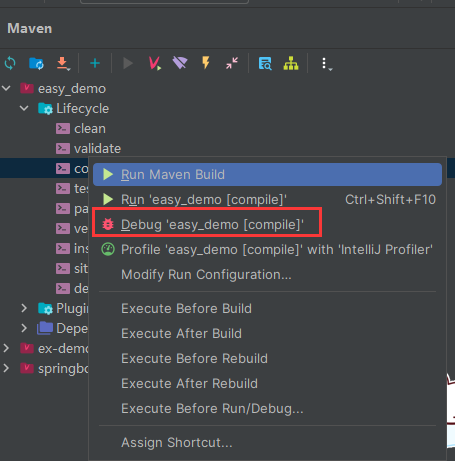 Maven
easy_demo
Lifecycle
clean
validate
co
Run Maven Build
tes
Run 'easy_demo [compile]' Ctrl+Shift+F10
pa
Debug 'easy_demo [compile]'
ve
Profile 'easy_demo [compile]' with 'IntelliJ Profiler'
ins
Modify Run Configuration...
sit
de
Execute Before Build
Plugin
Execute After Build
Depe
Execute Before Rebuild
ex-demo
Execute After Rebuild
springbo
Execute Before Run/Debug...
Assign Shortcut...